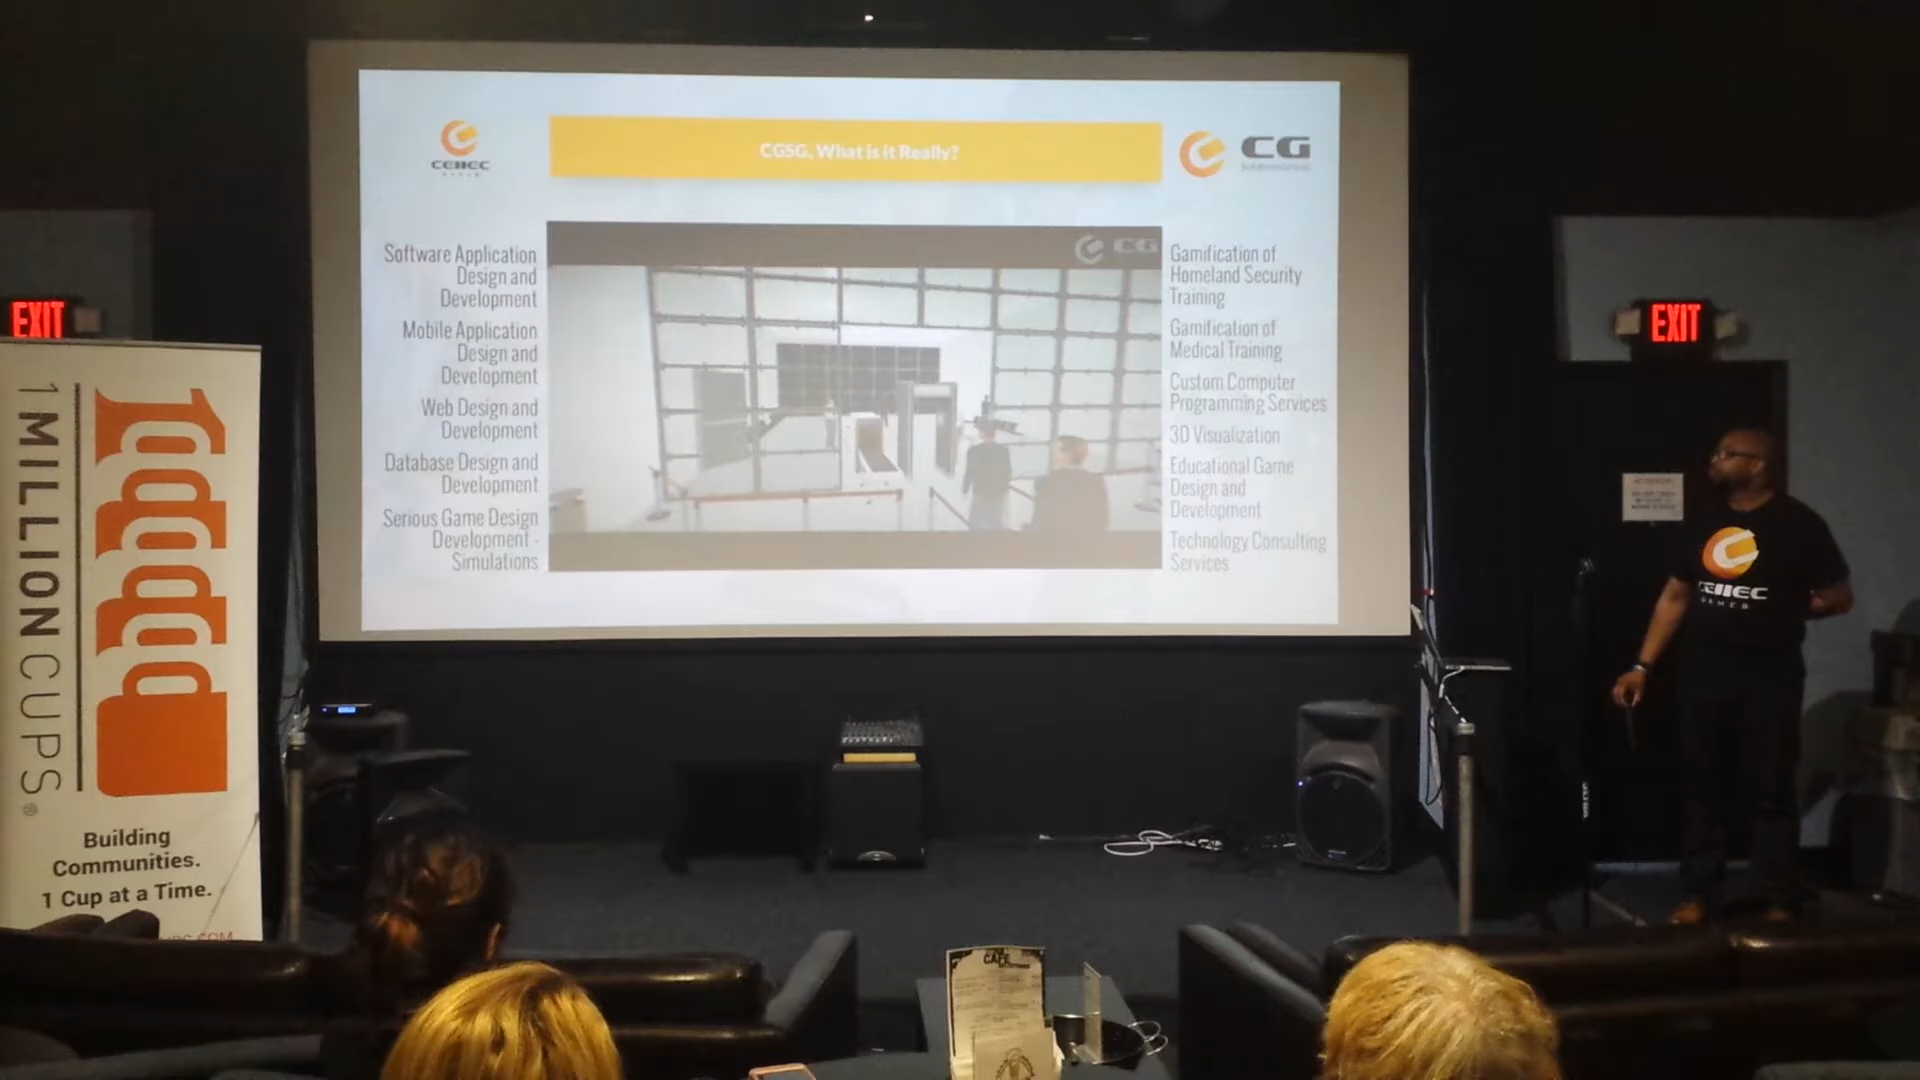 CGSG, What is it Really?
CEIIEC
CG
CG
Software Application
Design and
Development
Mobile Application
Design and
Development
Web Design and
Development
Database Design and
Development
Serious Game Design
Development -
Simulations
Gamification of
Homeland Security
Training
Gamification of
Medical Training
Custom Computer
Programming Services
3D Visualization
Educational Game
Design and
Development
Technology Consulting
Services
EXIT
EXIT
1 MILLION CUPS®
Building
Communities.
1 Cup at a Time.
CEIIEC
GAMES
CAFE